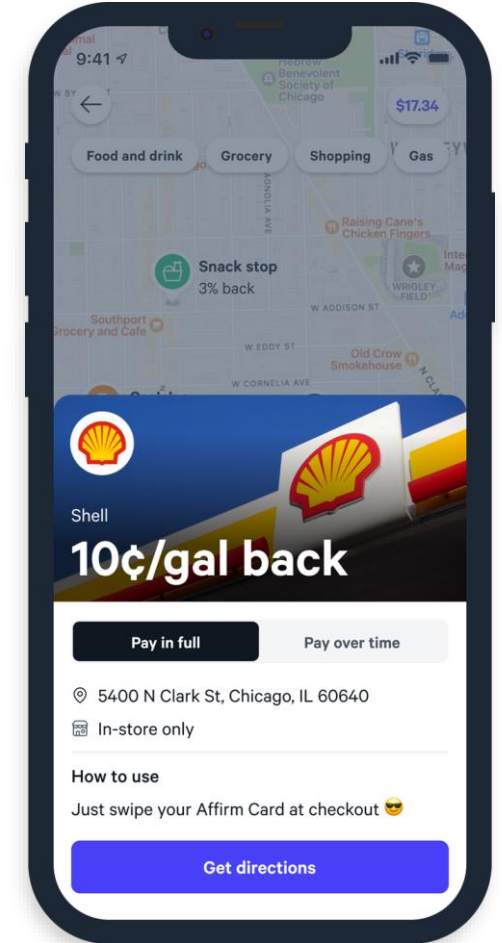 9:41
Hebrew
Benevolent
Society of
Chicago
$17.34
Food and drink
Grocery
Shopping
Gas
AGNOLIA AVE
Raising Cane's
Chicken Fingers
Snack stop
3% back
WRIGLEY
FIELD
W ADDISON ST
Southport
Grocery and Cafe
W EDDY ST
Old Crow
Smokehouse
W CORNELIA AVE
Shell
10¢/gal back
Pay in full
Pay over time
5400 N Clark St, Chicago, IL 60640
In-store only
How to use
Just swipe your Affirm Card at checkout 😎
Get directions